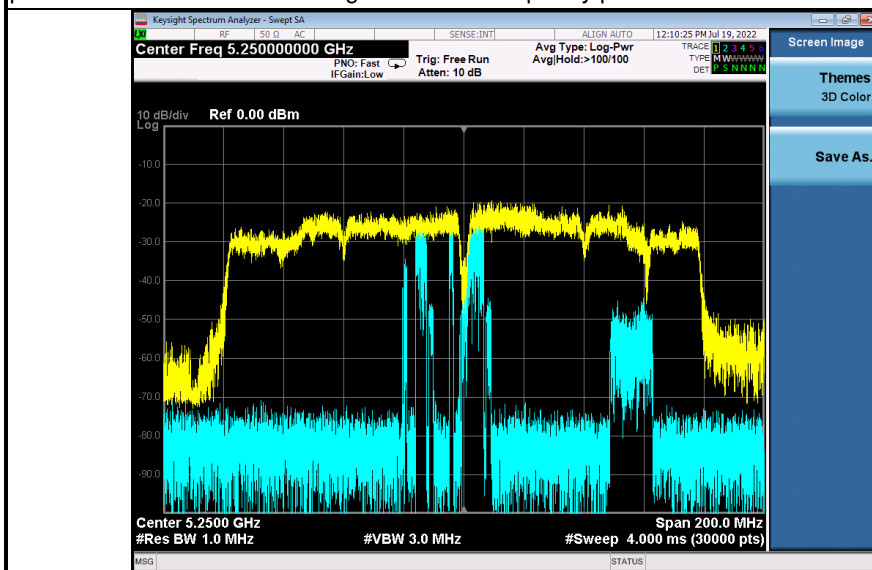 Keysight Spectrum Analyzer - Swept SA
LXI RF 50 Ω AC SENSE:INT ALIGN AUTO 12:10:25 PM Jul 19, 2022
Center Freq 5.250000000 GHz
PNO: Fast
IFGain:Low
Trig: Free Run
Atten: 10 dB
Avg Type: Log-Pwr
Avg|Hold:>100/100
TRACE 1 2 3 4 5 6
TYPE M W W W W W
DET P S N N N N
Screen Image
Themes
3D Color
Save As.
10 dB/div Ref 0.00 dBm
Log
-10.0
-20.0
-30.0
-40.0
-50.0
-60.0
-70.0
-80.0
-90.0
Center 5.2500 GHz Span 200.0 MHz
#Res BW 1.0 MHz #VBW 3.0 MHz #Sweep 4.000 ms (30000 pts)
MSG STATUS